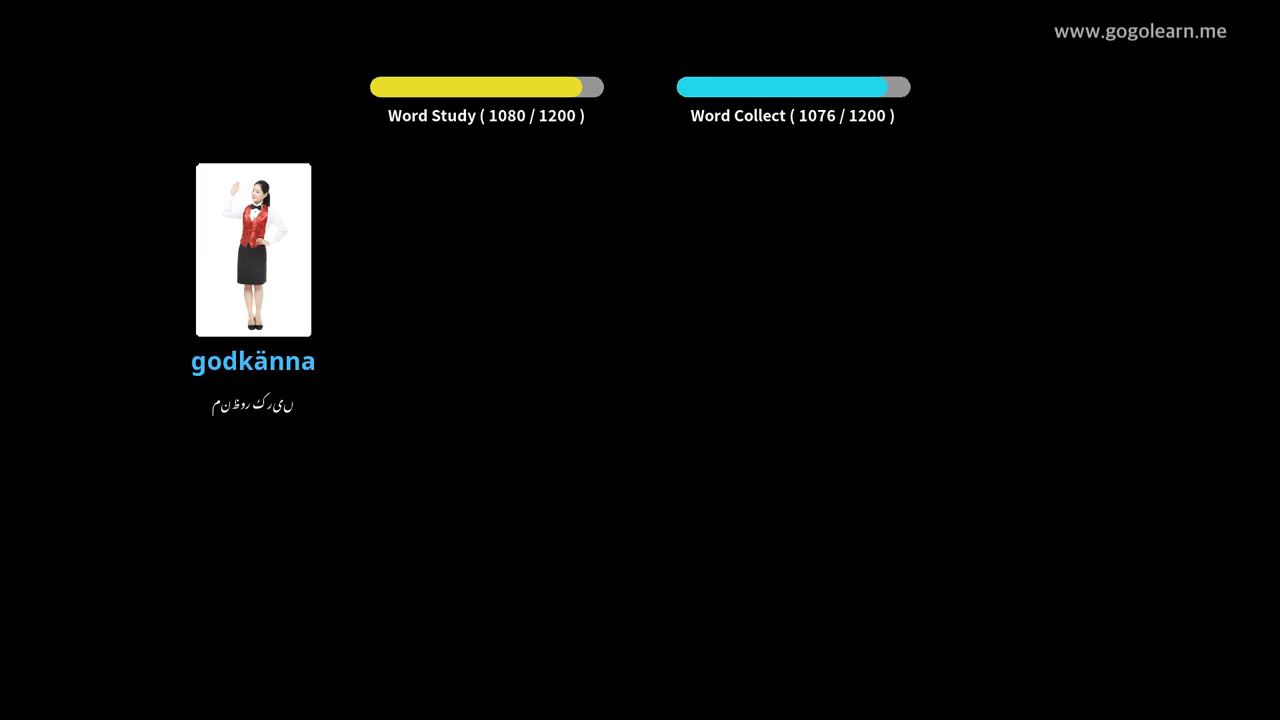 www.gogolearn.me
Word Study ( 1080 / 1200 )
Word Collect ( 1076 / 1200 )
godkänna
منظور کریں